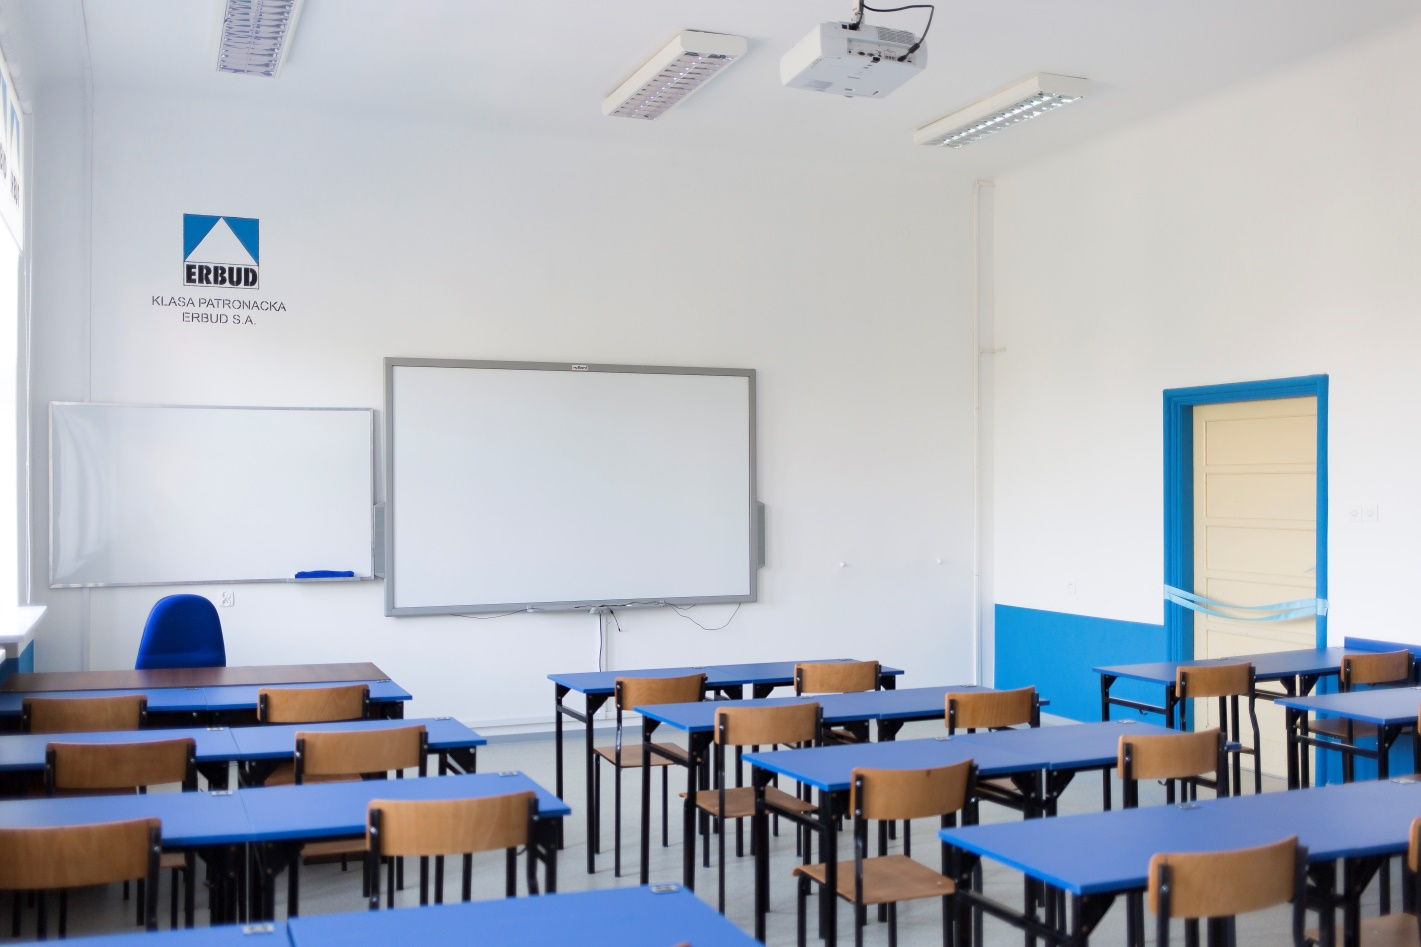 ERBUD
KLASA PATRONACKA
ERBUD S.A.